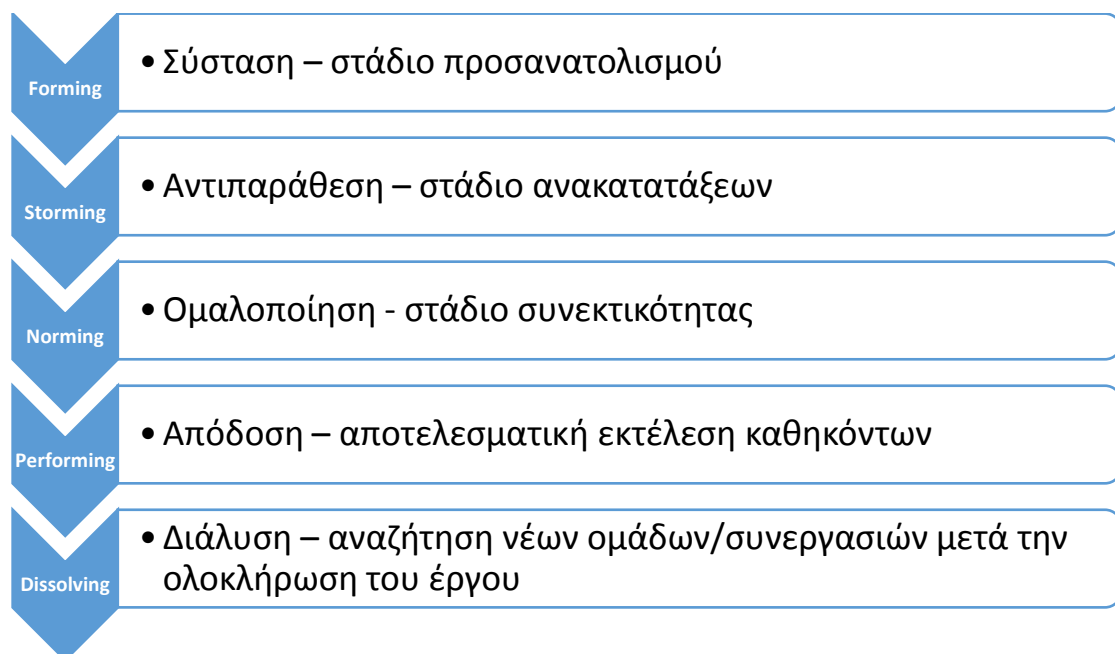 Forming
• Σύσταση – στάδιο προσανατολισμού
Storming
• Αντιπαράθεση – στάδιο ανακατατάξεων
Norming
• Ομαλοποίηση - στάδιο συνεκτικότητας
Performing
• Απόδοση – αποτελεσματική εκτέλεση καθηκόντων
Dissolving
• Διάλυση – αναζήτηση νέων ομάδων/συνεργασιών μετά την
ολοκλήρωση του έργου